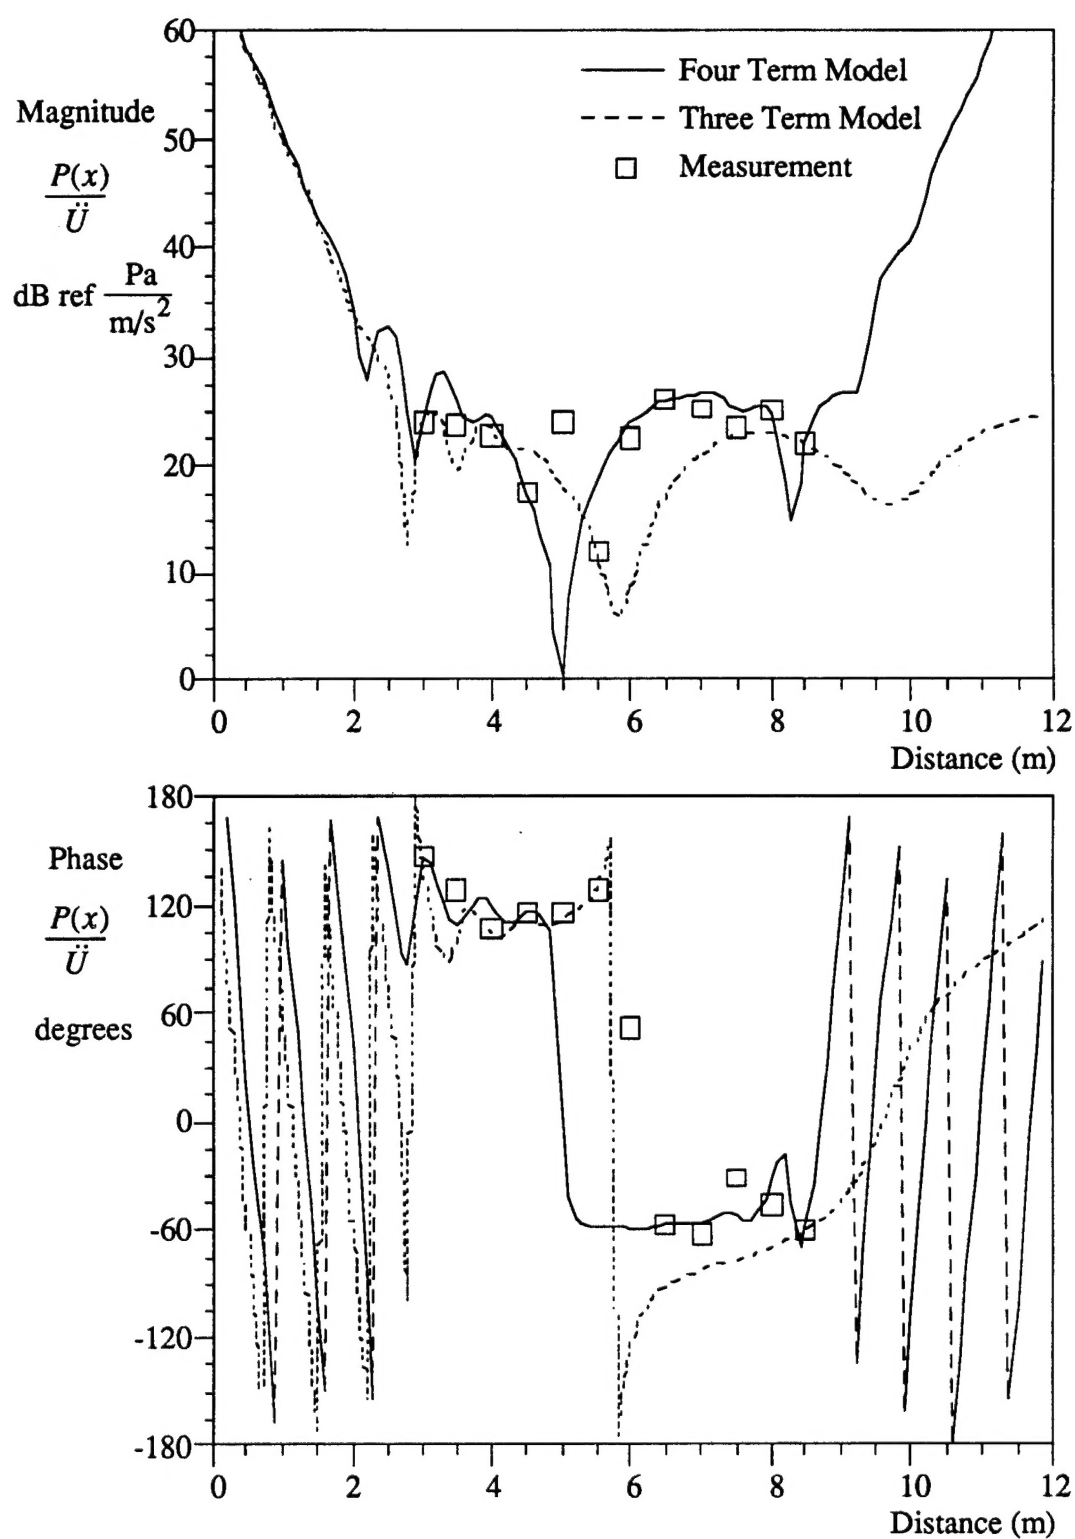 60
50
40
30
20
10
0
Magnitude
P(x)
Ü
dB ref Pa
m/s²
Four Term Model
Three Term Model
Measurement
0 2 4 6 8 10 12
Distance (m)
180
120
60
0
-60
-120
-180
Phase
P(x)
Ü
degrees
0 2 4 6 8 10 12
Distance (m)